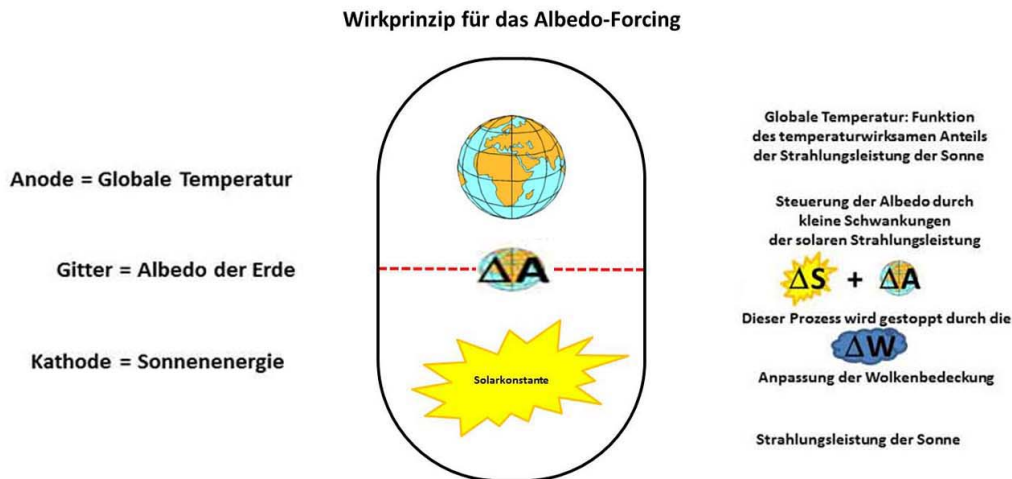 Wirkprinzip für das Albedo-Forcing
Anode = Globale Temperatur
Gitter = Albedo der Erde
Kathode = Sonnenenergie
ΔA
Solarkonstante
Globale Temperatur: Funktion
des temperaturwirksamen Anteils
der Strahlungsleistung der Sonne
Steuerung der Albedo durch
kleine Schwankungen
der solaren Strahlungsleistung
ΔS + ΔA
Dieser Prozess wird gestoppt durch die
ΔW
Anpassung der Wolkenbedeckung
Strahlungsleistung der Sonne